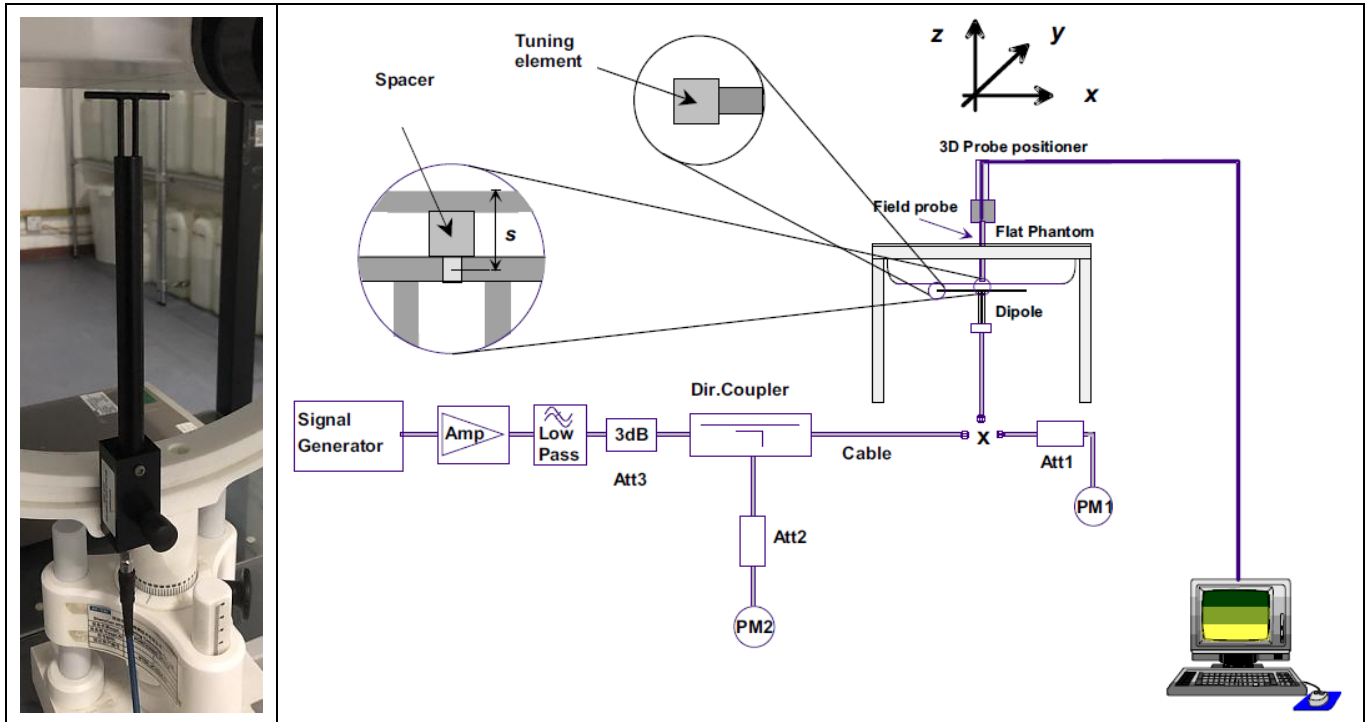 Tuning
element
Spacer
s
z
y
x
3D Probe positioner
Field probe
Flat Phantom
Dipole
Dir.Coupler
Signal
Generator
Amp
Low
Pass
3dB
Att3
Cable
X
Att1
PM1
Att2
PM2